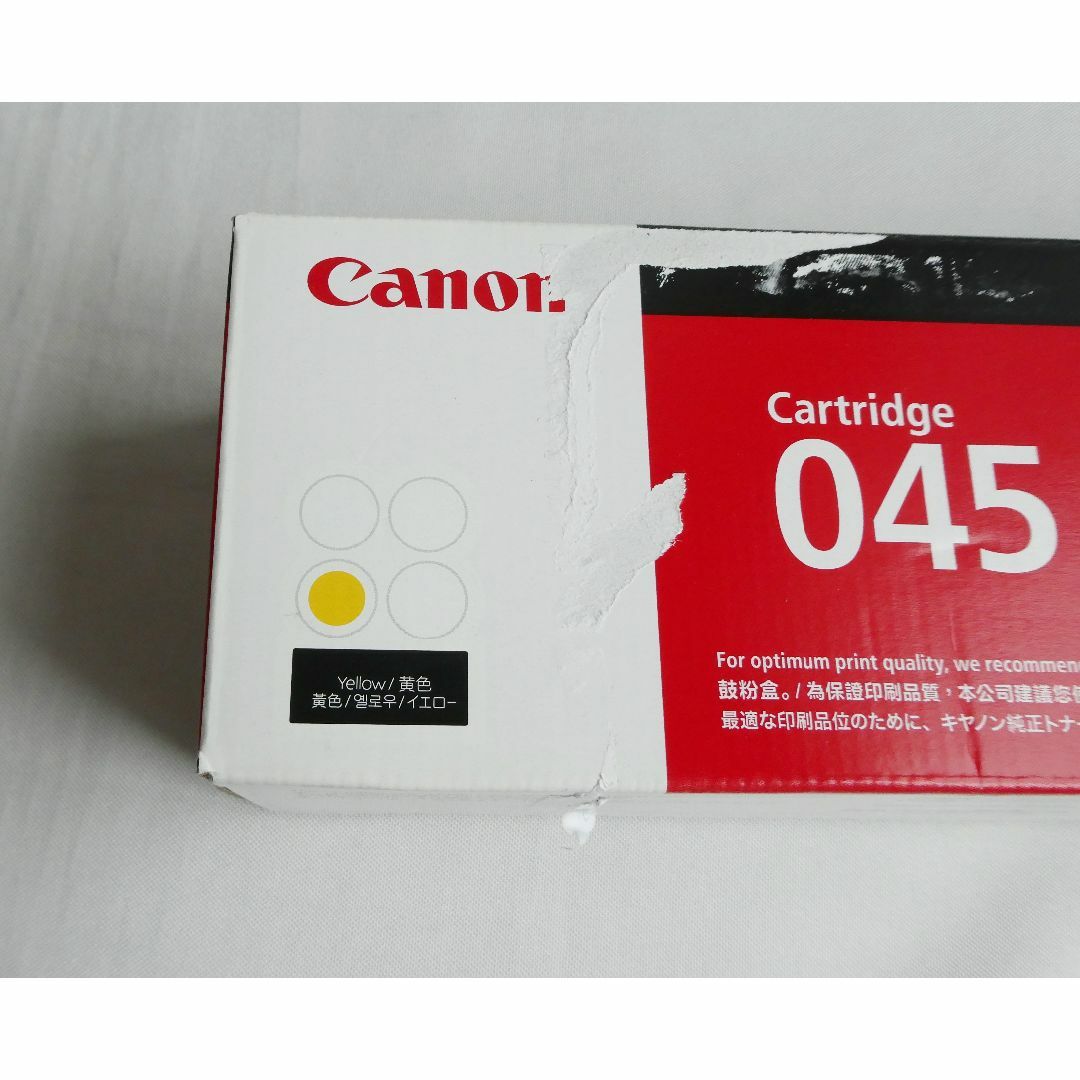 Canon
Cartridge
045
Yellow/黄色
黃色/옐로우/イエロー
For optimum print quality, we recommen
鼓粉盒。/為保證印刷品質，本公司建議您使
最適な印刷品位のために、キヤノン純正トナー